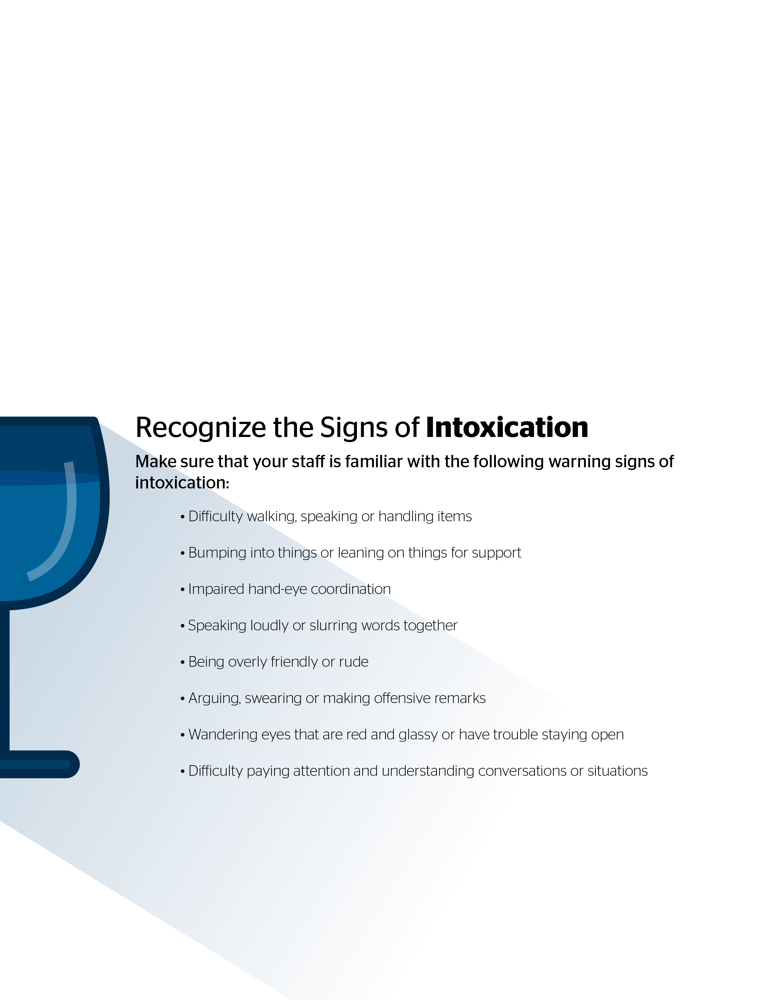 Recognize the Signs of Intoxication
Make sure that your staff is familiar with the following warning signs of
intoxication:
• Difficulty walking, speaking or handling items
• Bumping into things or leaning on things for support
• Impaired hand-eye coordination
• Speaking loudly or slurring words together
• Being overly friendly or rude
• Arguing, swearing or making offensive remarks
• Wandering eyes that are red and glassy or have trouble staying open
• Difficulty paying attention and understanding conversations or situations